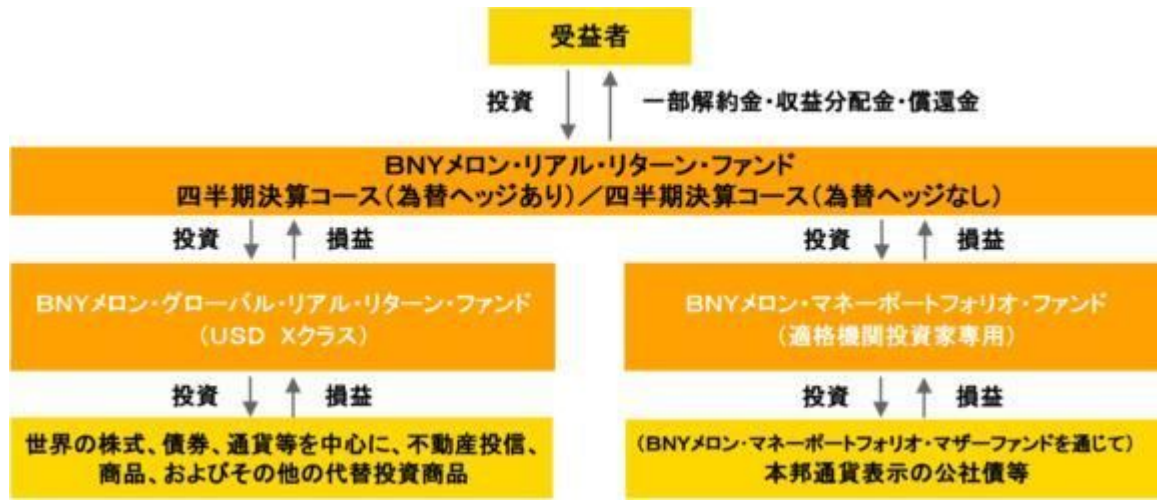 受益者
投資
一部解約金・収益分配金・償還金
BNYメロン・リアル・リターン・ファンド
四半期決算コース(為替ヘッジあり)/四半期決算コース(為替ヘッジなし)
投資
損益
投資
損益
BNYメロン・グローバル・リアル・リターン・ファンド
(USD Xクラス)
BNYメロン・マネーポートフォリオ・ファンド
(適格機関投資家専用)
投資
損益
投資
損益
世界の株式、債券、通貨等を中心に、不動産投信、
商品、およびその他の代替投資商品
(BNYメロン・マネーポートフォリオ・マザーファンドを通じて)
本邦通貨表示の公社債等